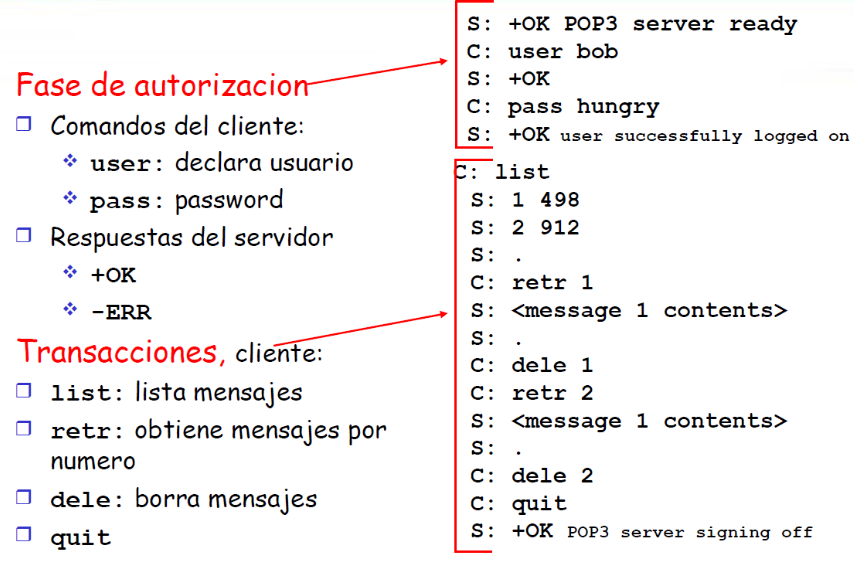 Fase de autorizacion
Comandos del cliente:
user: declara usuario
pass: password
Respuestas del servidor
+OK
-ERR
Transacciones, cliente:
list: lista mensajes
retr: obtiene mensajes por
numero
dele: borra mensajes
quit
S: +OK POP3 server ready
C: user bob
S: +OK
C: pass hungry
S: +OK user successfully logged on
C: list
S: 1 498
S: 2 912
S: .
C: retr 1
S: <message 1 contents>
S: .
C: dele 1
C: retr 2
S: <message 1 contents>
S: .
C: dele 2
C: quit
S: +OK POP3 server signing off